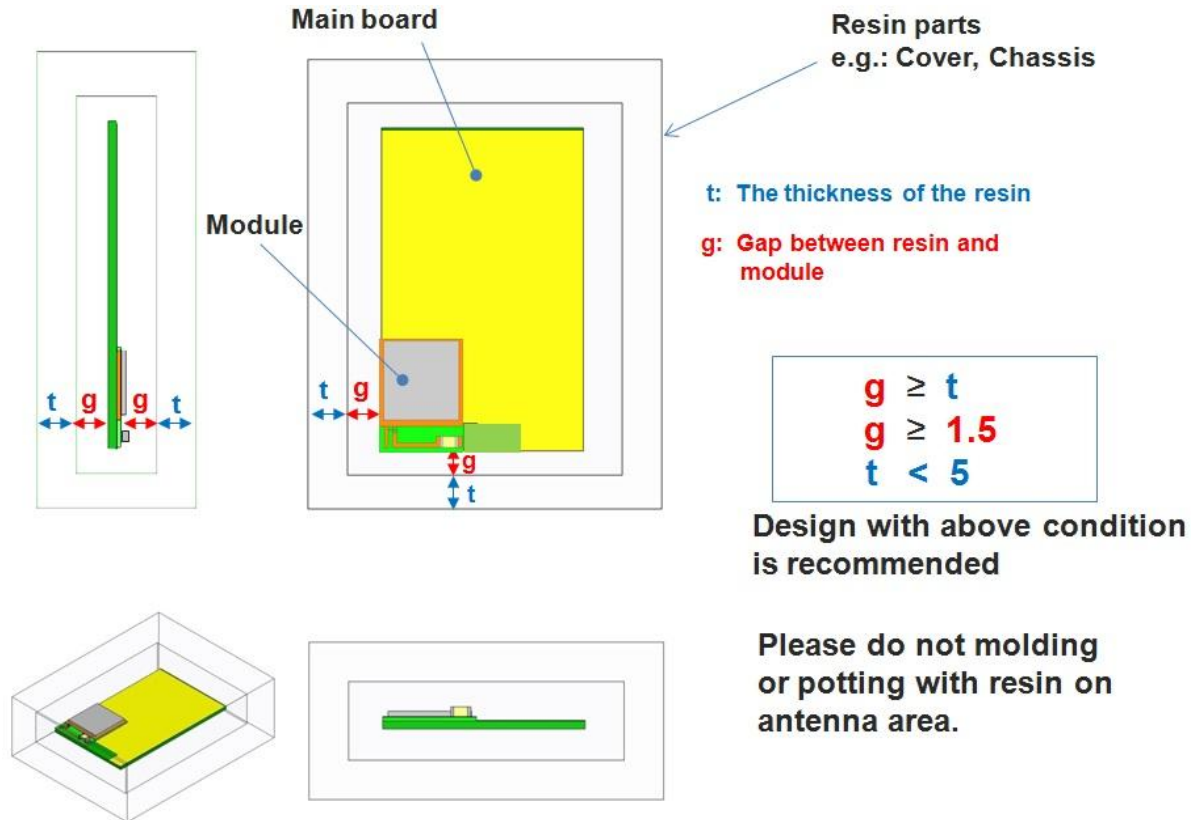 Main board
Resin parts
e.g.: Cover, Chassis
t: The thickness of the resin
g: Gap between resin and
module
Module
t g g t
t g
g
t
g ≥ t
g ≥ 1.5
t < 5
Design with above condition
is recommended
Please do not molding
or potting with resin on
antenna area.